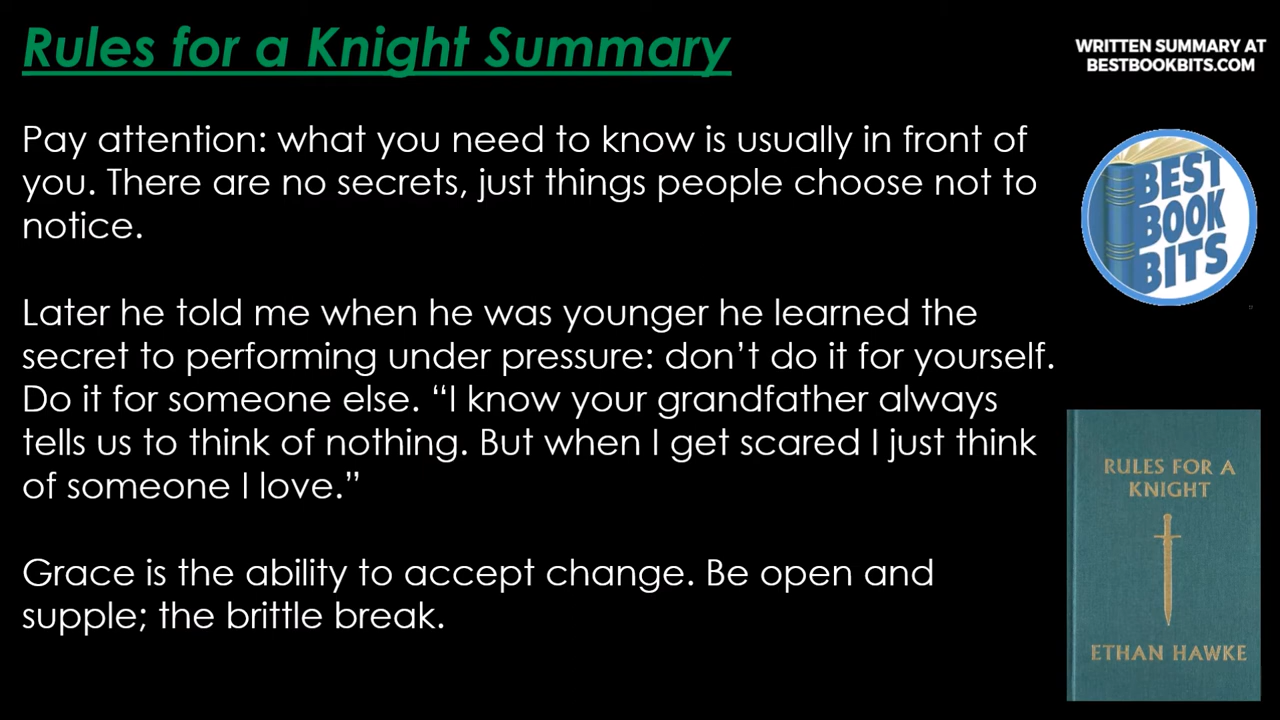 Rules for a Knight Summary
WRITTEN SUMMARY AT
BESTBOOKBITS.COM
Pay attention: what you need to know is usually in front of
you. There are no secrets, just things people choose not to
notice.
Later he told me when he was younger he learned the
secret to performing under pressure: don’t do it for yourself.
Do it for someone else. “I know your grandfather always
tells us to think of nothing. But when I get scared I just think
of someone I love.”
Grace is the ability to accept change. Be open and
supple; the brittle break.
BEST
BOOK
BITS
RULES FOR A
KNIGHT
ETHAN HAWKE